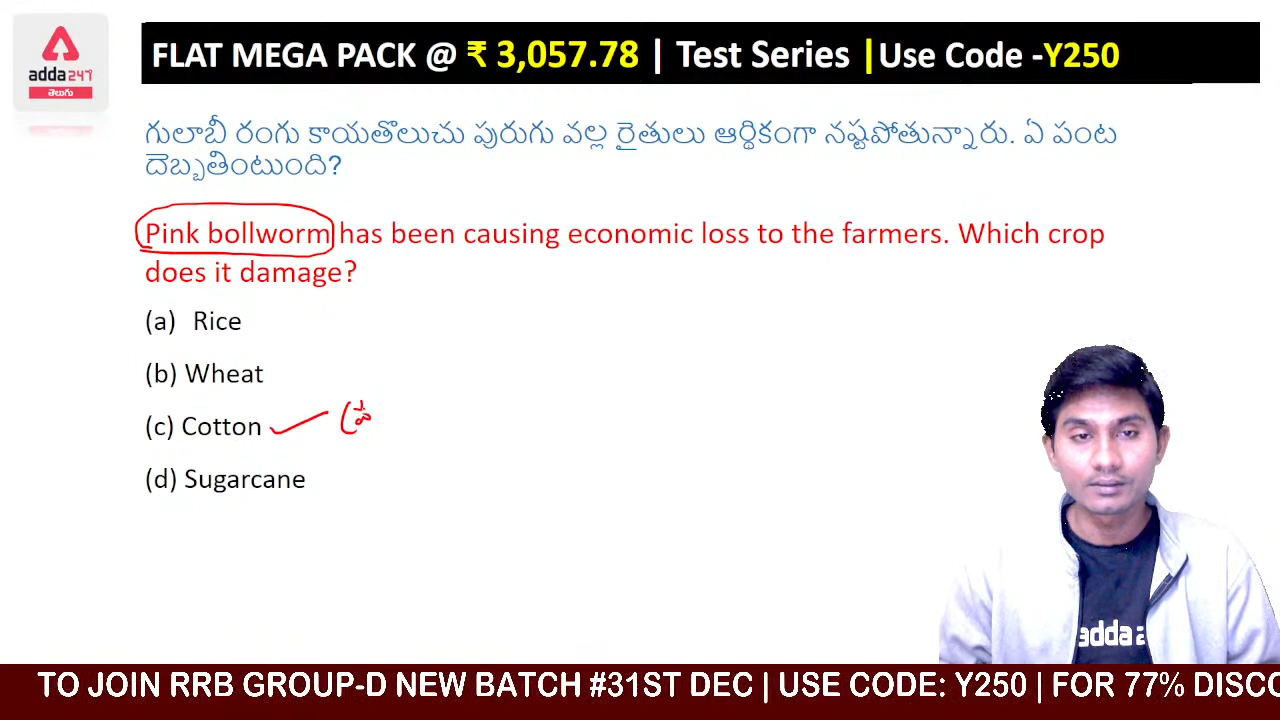 FLAT MEGA PACK @ ₹ 3,057.78 | Test Series |Use Code -Y250
adda247
తెలుగు
గులాబీ రంగు కాయతొలుచు పురుగు వల్ల రైతులు ఆర్థికంగా నష్టపోతున్నారు. ఏ పంట
దెబ్బతింటుంది?
Pink bollworm has been causing economic loss to the farmers. Which crop
does it damage?
(a) Rice
(b) Wheat
(c) Cotton
(d) Sugarcane
adda2
TO JOIN RRB GROUP-D NEW BATCH #31ST DEC | USE CODE: Y250 | FOR 77% DISCO